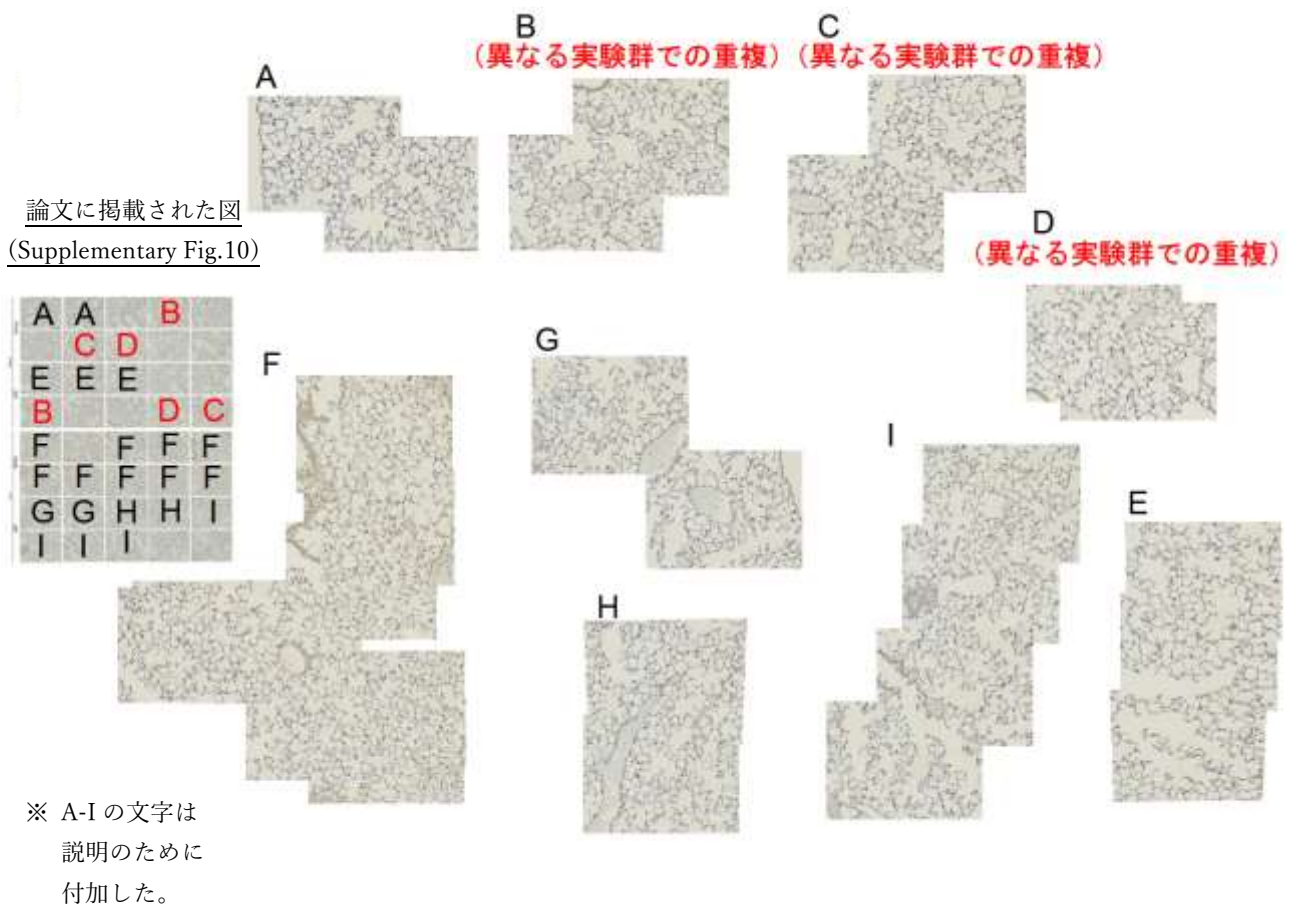 B
(異なる実験群での重複)
C
(異なる実験群での重複)
A
論文に掲載された図
(Supplementary Fig.10)
D
(異なる実験群での重複)
A A B
C D
E E E
B D C
F F F F
F F F F F
G G H H I
I I I
F
G
I
E
H
※ A-I の文字は
説明のために
付加した。